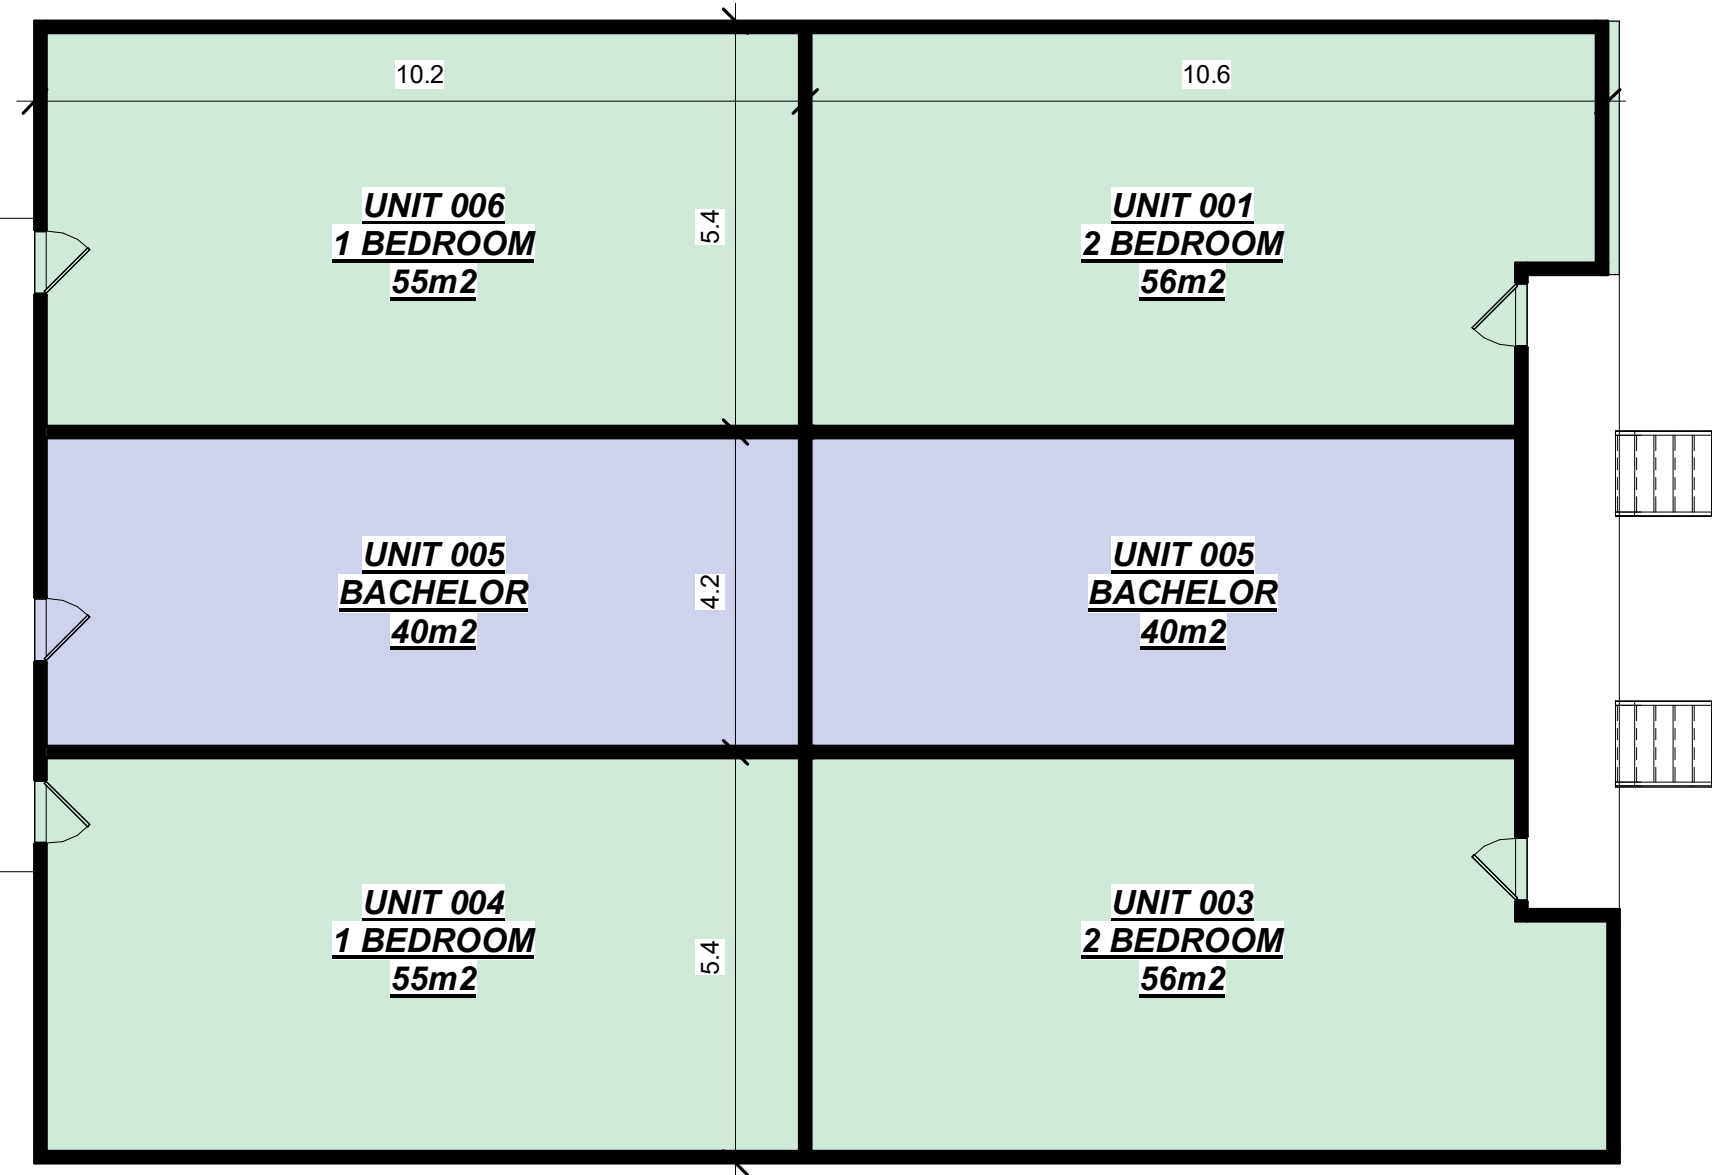 10.2
10.6
UNIT 006
1 BEDROOM
55m2
5.4
UNIT 001
2 BEDROOM
56m2
UNIT 005
BACHELOR
40m2
4.2
UNIT 005
BACHELOR
40m2
UNIT 004
1 BEDROOM
55m2
5.4
UNIT 003
2 BEDROOM
56m2